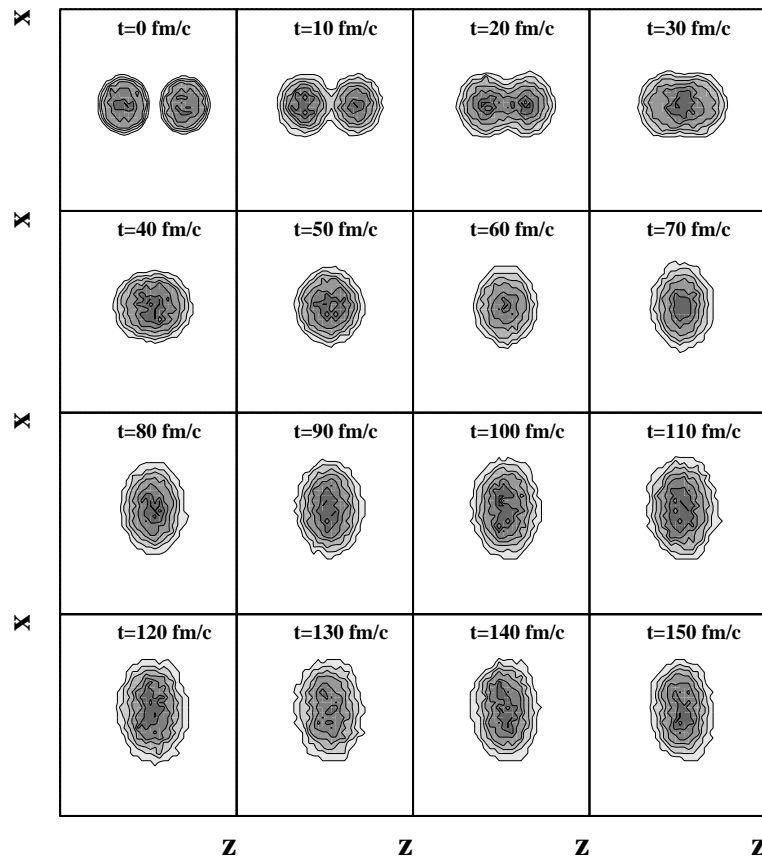 x
t=0 fm/c t=10 fm/c t=20 fm/c t=30 fm/c
x
t=40 fm/c t=50 fm/c t=60 fm/c t=70 fm/c
x
t=80 fm/c t=90 fm/c t=100 fm/c t=110 fm/c
x
t=120 fm/c t=130 fm/c t=140 fm/c t=150 fm/c
z z z z